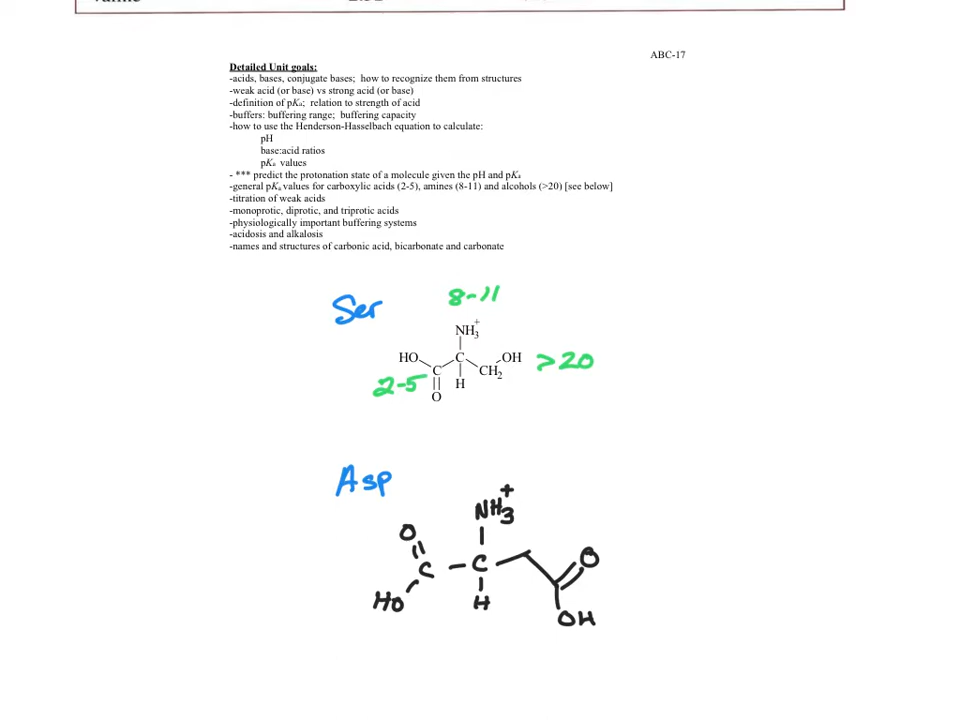 ABC-17
Detailed Unit goals:
-acids, bases, conjugate bases; how to recognize them from structures
-weak acid (or base) vs strong acid (or base)
-definition of pKa; relation to strength of acid
-buffers: buffering range; buffering capacity
-how to use the Henderson-Hasselbach equation to calculate:
pH
base:acid ratios
pKa values
- *** predict the protonation state of a molecule given the pH and pKa
-general pKa values for carboxylic acids (2-5), amines (8-11) and alcohols (>20) [see below]
-titration of weak acids
-monoprotic, diprotic, and triprotic acids
-physiologically important buffering systems
-acidosis and alkalosis
-names and structures of carbonic acid, bicarbonate and carbonate
Ser 8-11
NH3+
HO C OH >20
2-5 C CH2
O H
Asp
NH3+
O O
C - C
HO H OH